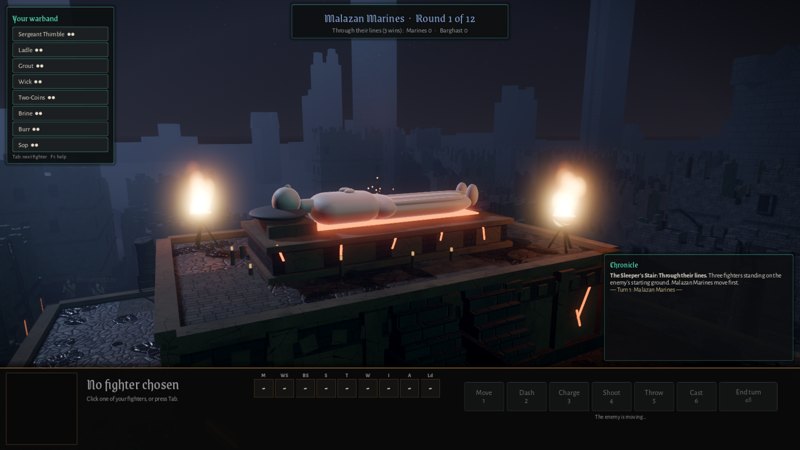 Your warband
Sergeant Thimble
Ladle
Grout
Wick
Two-Coins
Brine
Burr
Sop
Tab next fighter · F1 help
Malazan Marines · Round 1 of 12
Through their lines (3 wins): Marines 0 · Barghast 0
Chronicle
The Sleeper's Stair: Through their lines. Three fighters standing on the
enemy's starting ground. Malazan Marines move first.
— Turn 1: Malazan Marines —
No fighter chosen
Click one of your fighters, or press Tab.
M WS BS S T W I A Ld
- - - - - - - - -
Move Dash Charge Shoot Throw Cast End turn
1 2 3 4 5 6
The enemy is moving...